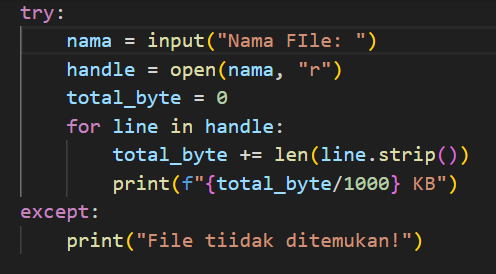 try:
    nama = input("Nama FIle: ")
    handle = open(nama, "r")
    total_byte = 0
    for line in handle:
        total_byte += len(line.strip())
        print(f"{total_byte/1000} KB")
except:
    print("File tiidak ditemukan!")